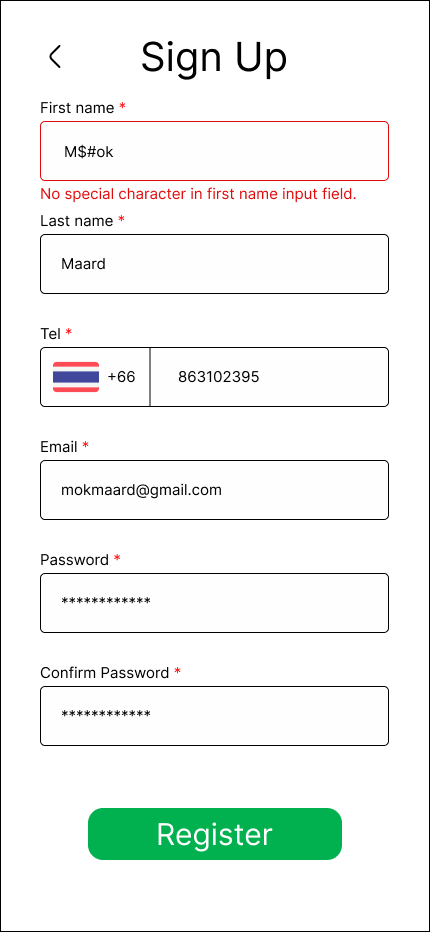 Sign Up
First name *
M$#ok
No special character in first name input field.
Last name *
Maard
Tel *
+66 863102395
Email *
mokmaard@gmail.com
Password *
************
Confirm Password *
************
Register